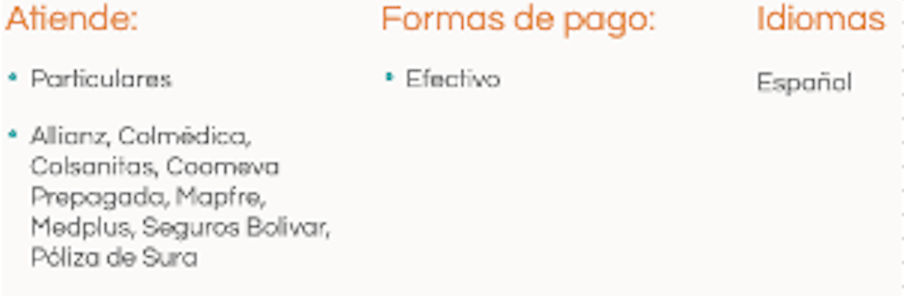 Atiende:
Particulares
Allianz, Colmédica,
Colsanitas, Coomeva
Prepagada, Mapfre,
Medplus, Seguros Bolivar,
Póliza de Sura
Formas de pago:
Efectivo
Idiomas
Español